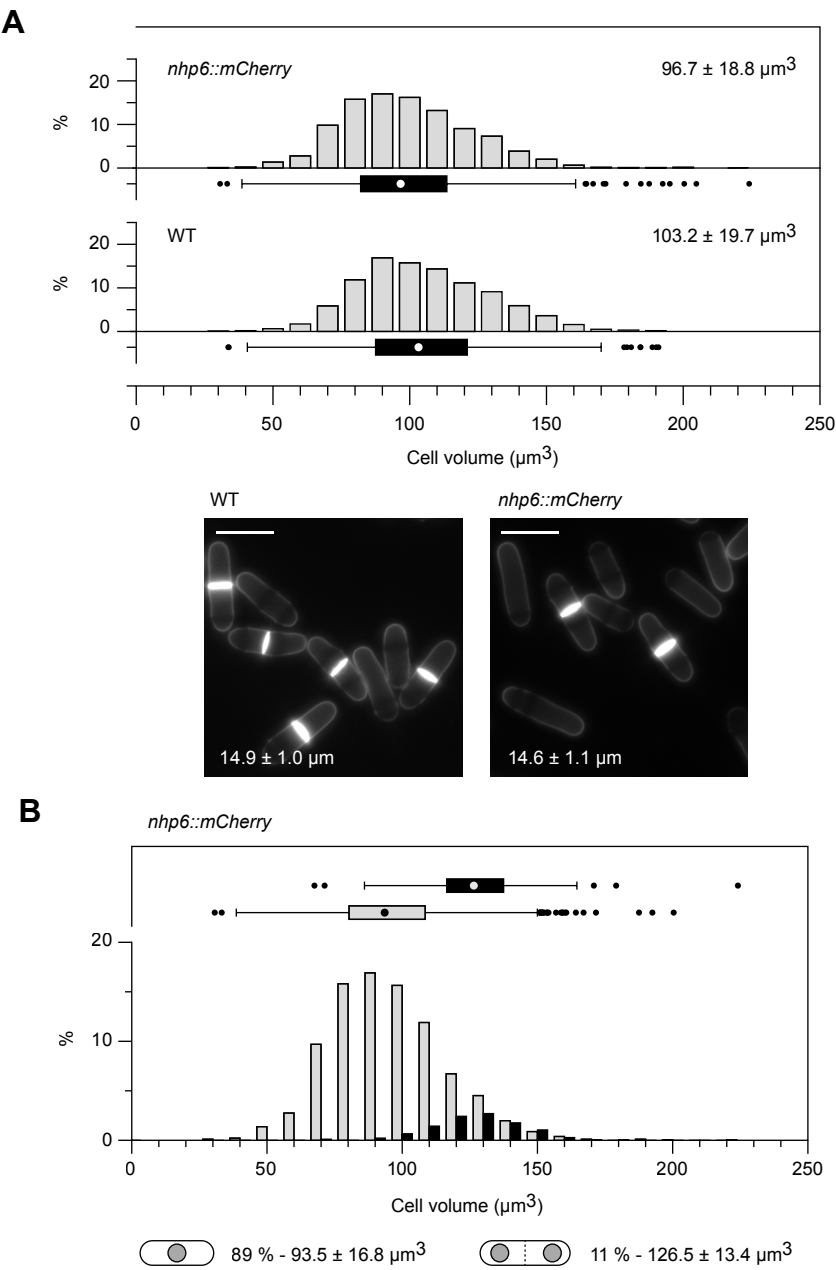 A
nhp6::mCherry
96.7 ± 18.8 µm3
20
10
0
%
WT
103.2 ± 19.7 µm3
20
10
0
%
0 50 100 150 200 250
Cell volume (µm3)
WT
nhp6::mCherry
14.9 ± 1.0 µm
14.6 ± 1.1 µm
B
nhp6::mCherry
20
10
0
%
0 50 100 150 200 250
Cell volume (µm3)
89 % - 93.5 ± 16.8 µm3
11 % - 126.5 ± 13.4 µm3